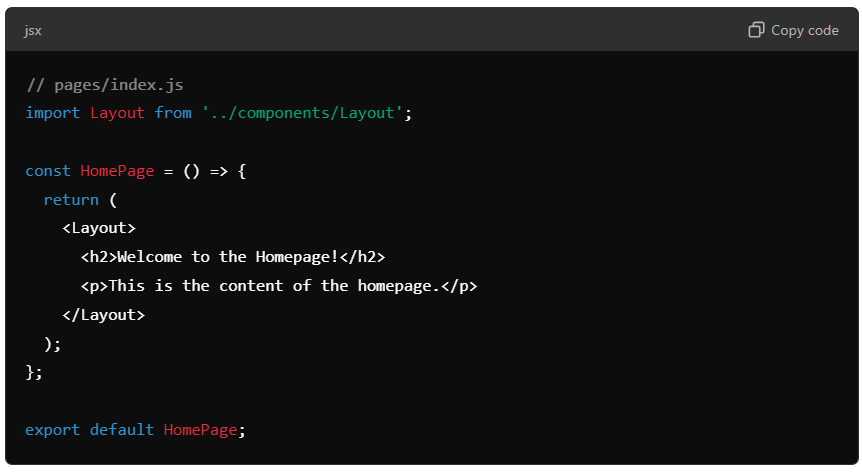 jsx
Copy code
// pages/index.js
import Layout from '../components/Layout';

const HomePage = () => {
  return (
    <Layout>
      <h2>Welcome to the Homepage!</h2>
      <p>This is the content of the homepage.</p>
    </Layout>
  );
};

export default HomePage;